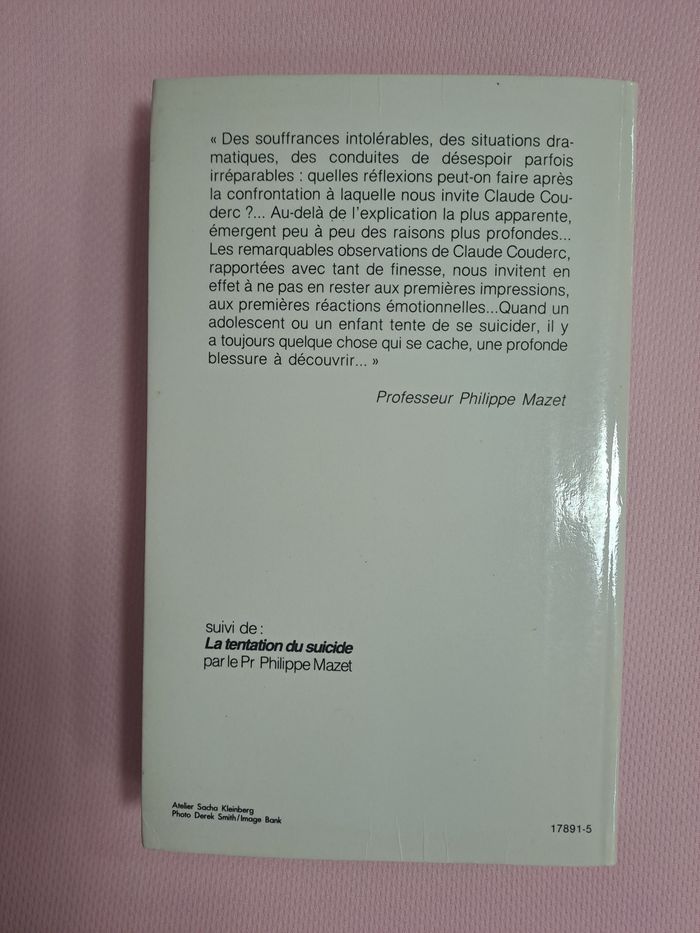 « Des souffrances intolérables, des situations dra-
matiques, des conduites de désespoir parfois
irréparables : quelles réflexions peut-on faire après
la confrontation à laquelle nous invite Claude Cou-
derc ?... Au-delà de l'explication la plus apparente,
émergent peu à peu des raisons plus profondes...
Les remarquables observations de Claude Couderc,
rapportées avec tant de finesse, nous invitent en
effet à ne pas en rester aux premières impressions,
aux premières réactions émotionnelles...Quand un
adolescent ou un enfant tente de se suicider, il y
a toujours quelque chose qui se cache, une profonde
blessure à découvrir... »
Professeur Philippe Mazet
suivi de :
La tentation du suicide
par le Pr Philippe Mazet
Atelier Sacha Kleinberg
Photo Derek Smith/Image Bank
17891-5